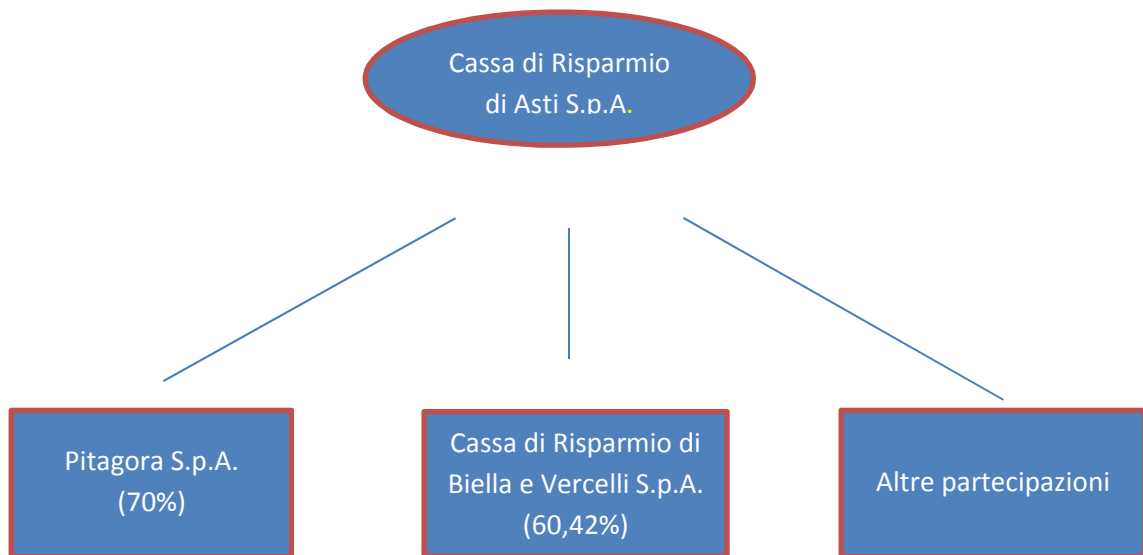 Cassa di Risparmio
di Asti S.p.A.
Pitagora S.p.A.
(70%)
Cassa di Risparmio di
Biella e Vercelli S.p.A.
(60,42%)
Altre partecipazioni